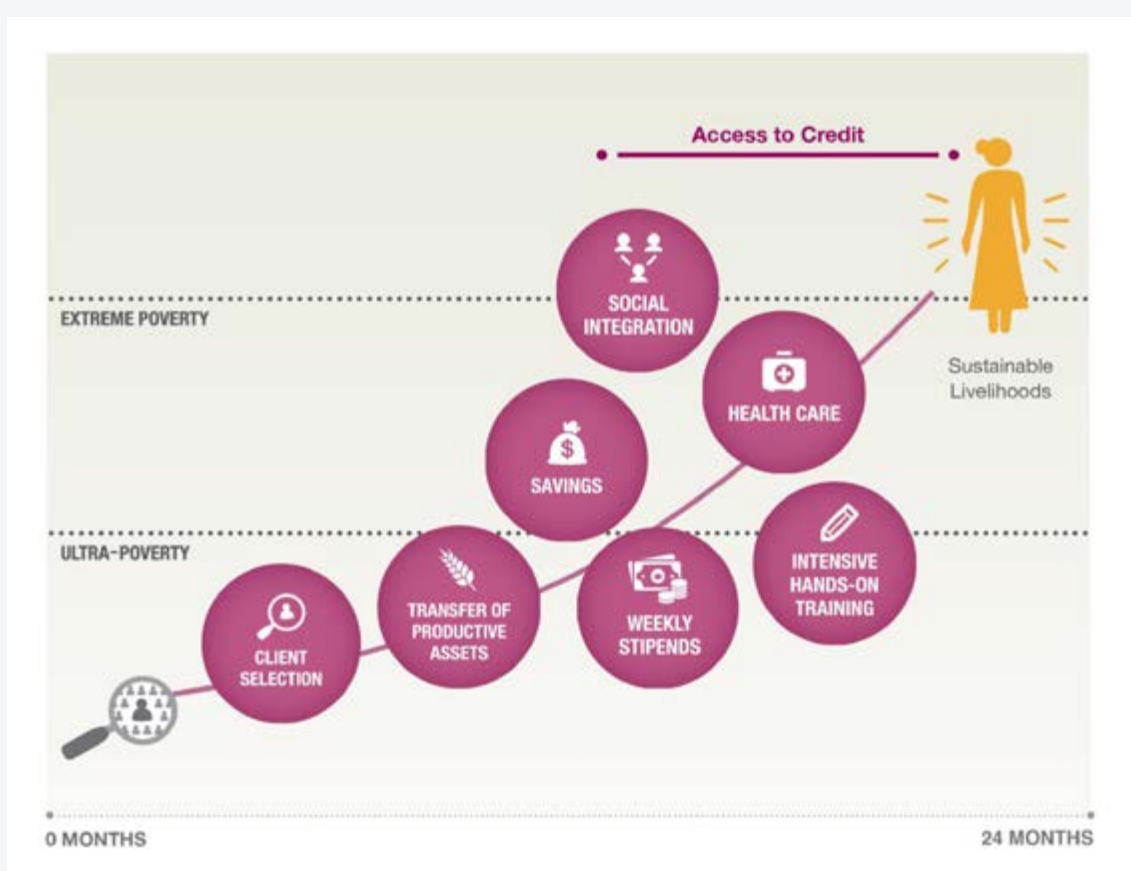 Access to Credit
SOCIAL
INTEGRATION
EXTREME POVERTY
HEALTH CARE
Sustainable
Livelihoods
$
SAVINGS
ULTRA-POVERTY
INTENSIVE
HANDS-ON
TRAINING
TRANSFER OF
PRODUCTIVE
ASSETS
WEEKLY
STIPENDS
CLIENT
SELECTION
0 MONTHS
24 MONTHS